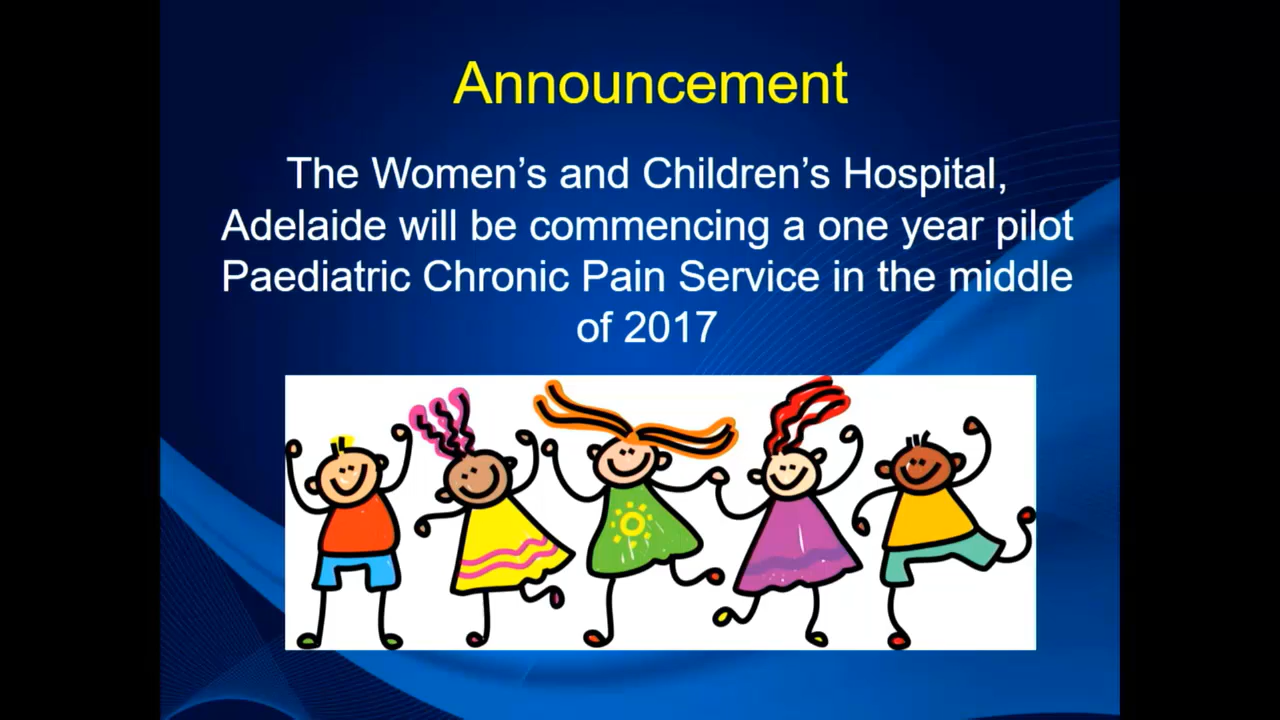 Announcement
The Women’s and Children’s Hospital,
Adelaide will be commencing a one year pilot
Paediatric Chronic Pain Service in the middle
of 2017